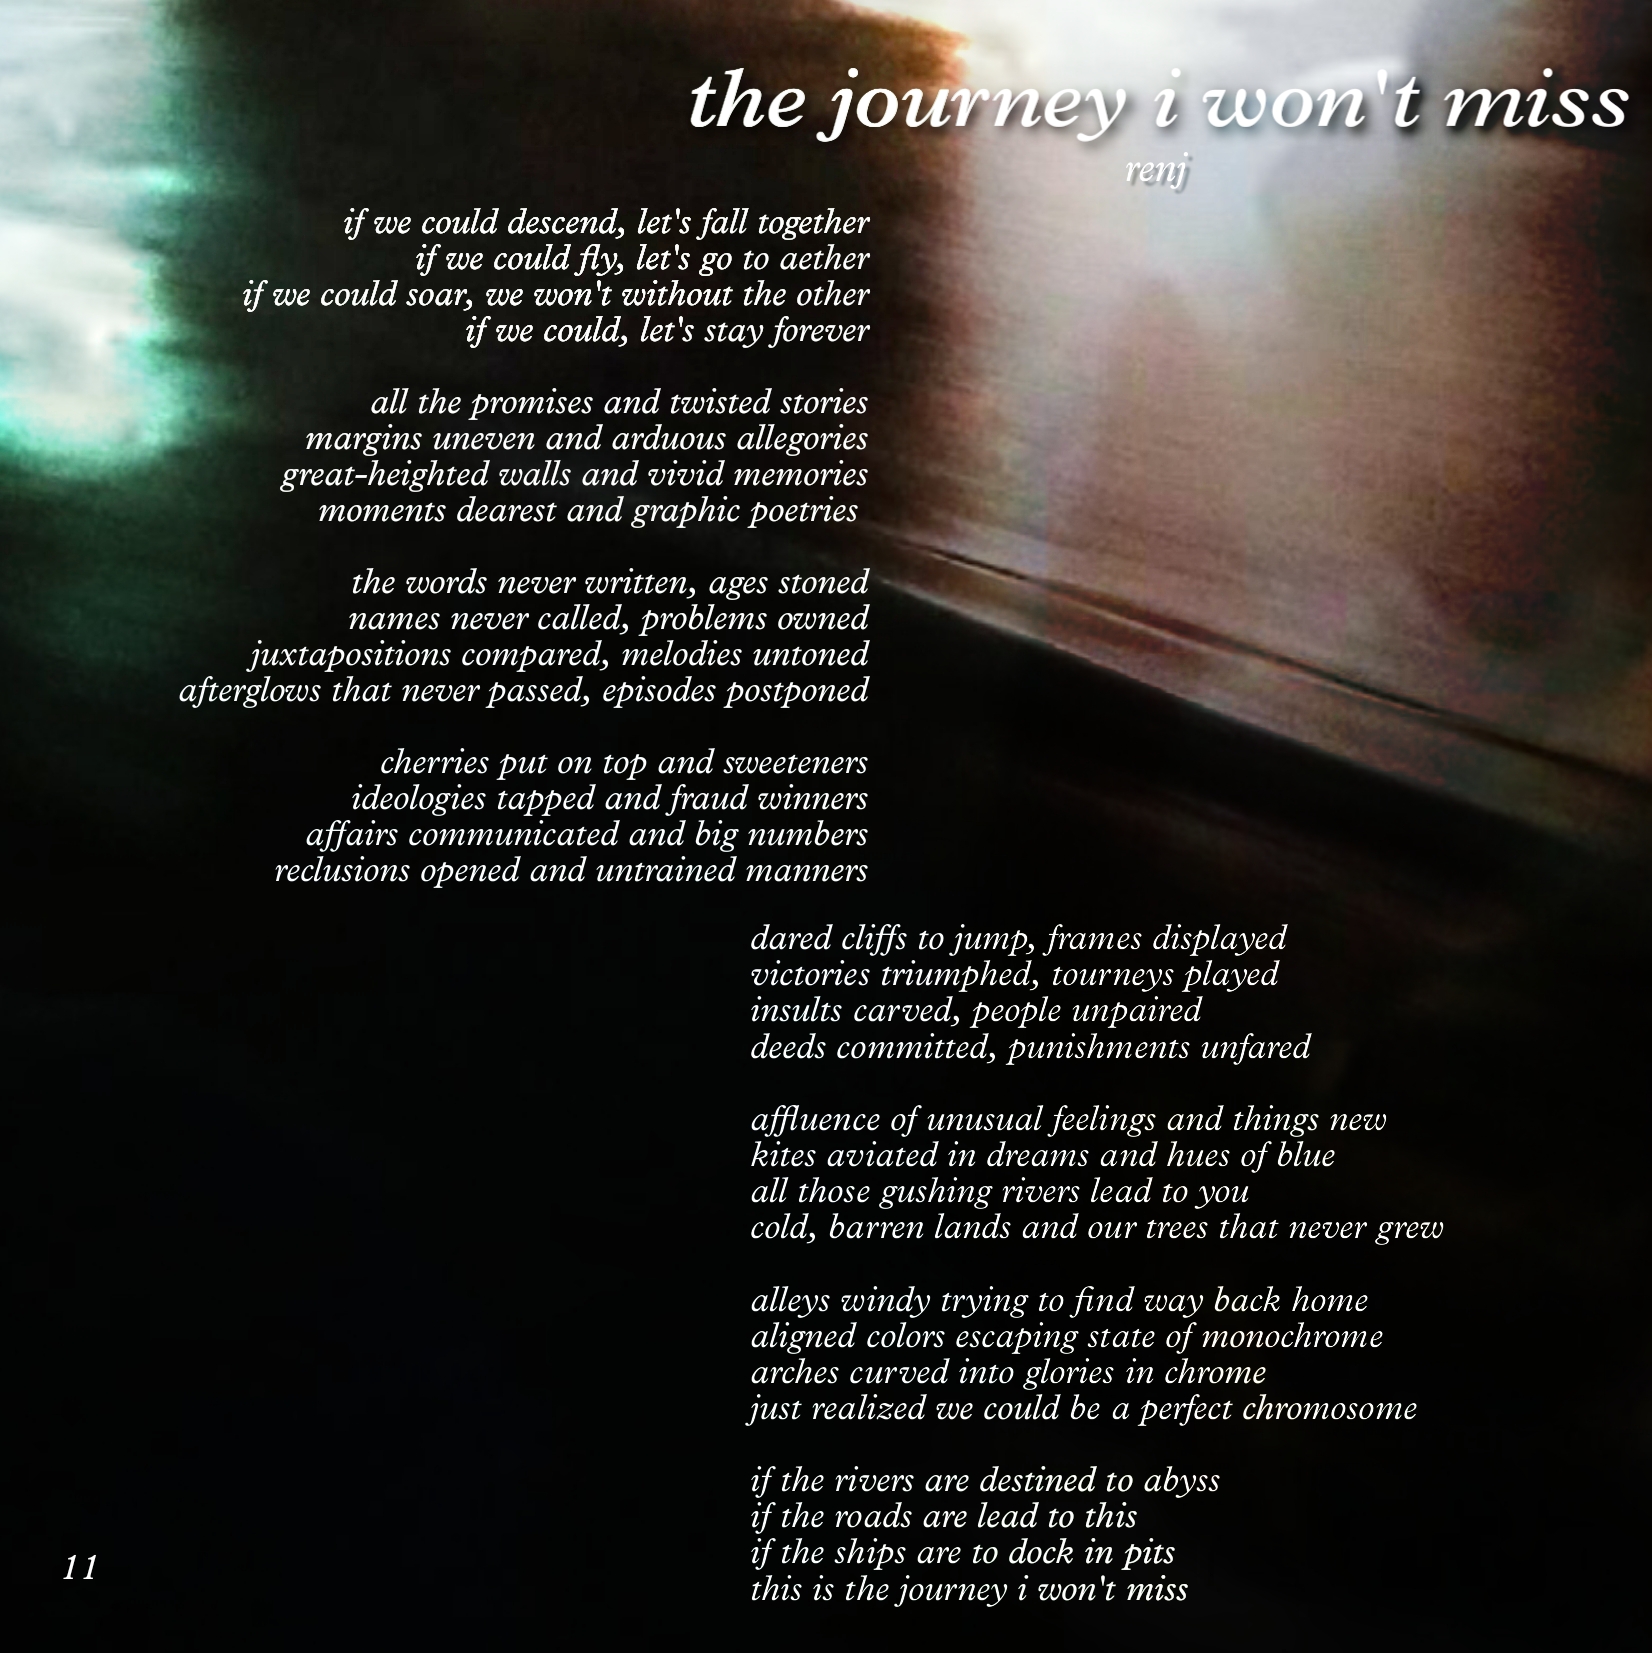 the journey i won't miss
renj
if we could descend, let's fall together
if we could fly, let's go to aether
if we could soar, we won't without the other
if we could, let's stay forever
all the promises and twisted stories
margins uneven and arduous allegories
great-heighted walls and vivid memories
moments dearest and graphic poetries
the words never written, ages stoned
names never called, problems owned
juxtapositions compared, melodies untoned
afterglows that never passed, episodes postponed
cherries put on top and sweeteners
ideologies tapped and fraud winners
affairs communicated and big numbers
reclusions opened and untrained manners
dared cliffs to jump, frames displayed
victories triumphed, tourneys played
insults carved, people unpaired
deeds committed, punishments unfared
affluence of unusual feelings and things new
kites aviated in dreams and hues of blue
all those gushing rivers lead to you
cold, barren lands and our trees that never grew
alleys windy trying to find way back home
aligned colors escaping state of monochrome
arches curved into glories in chrome
just realized we could be a perfect chromosome
if the rivers are destined to abyss
if the roads are lead to this
if the ships are to dock in pits
this is the journey i won't miss
11